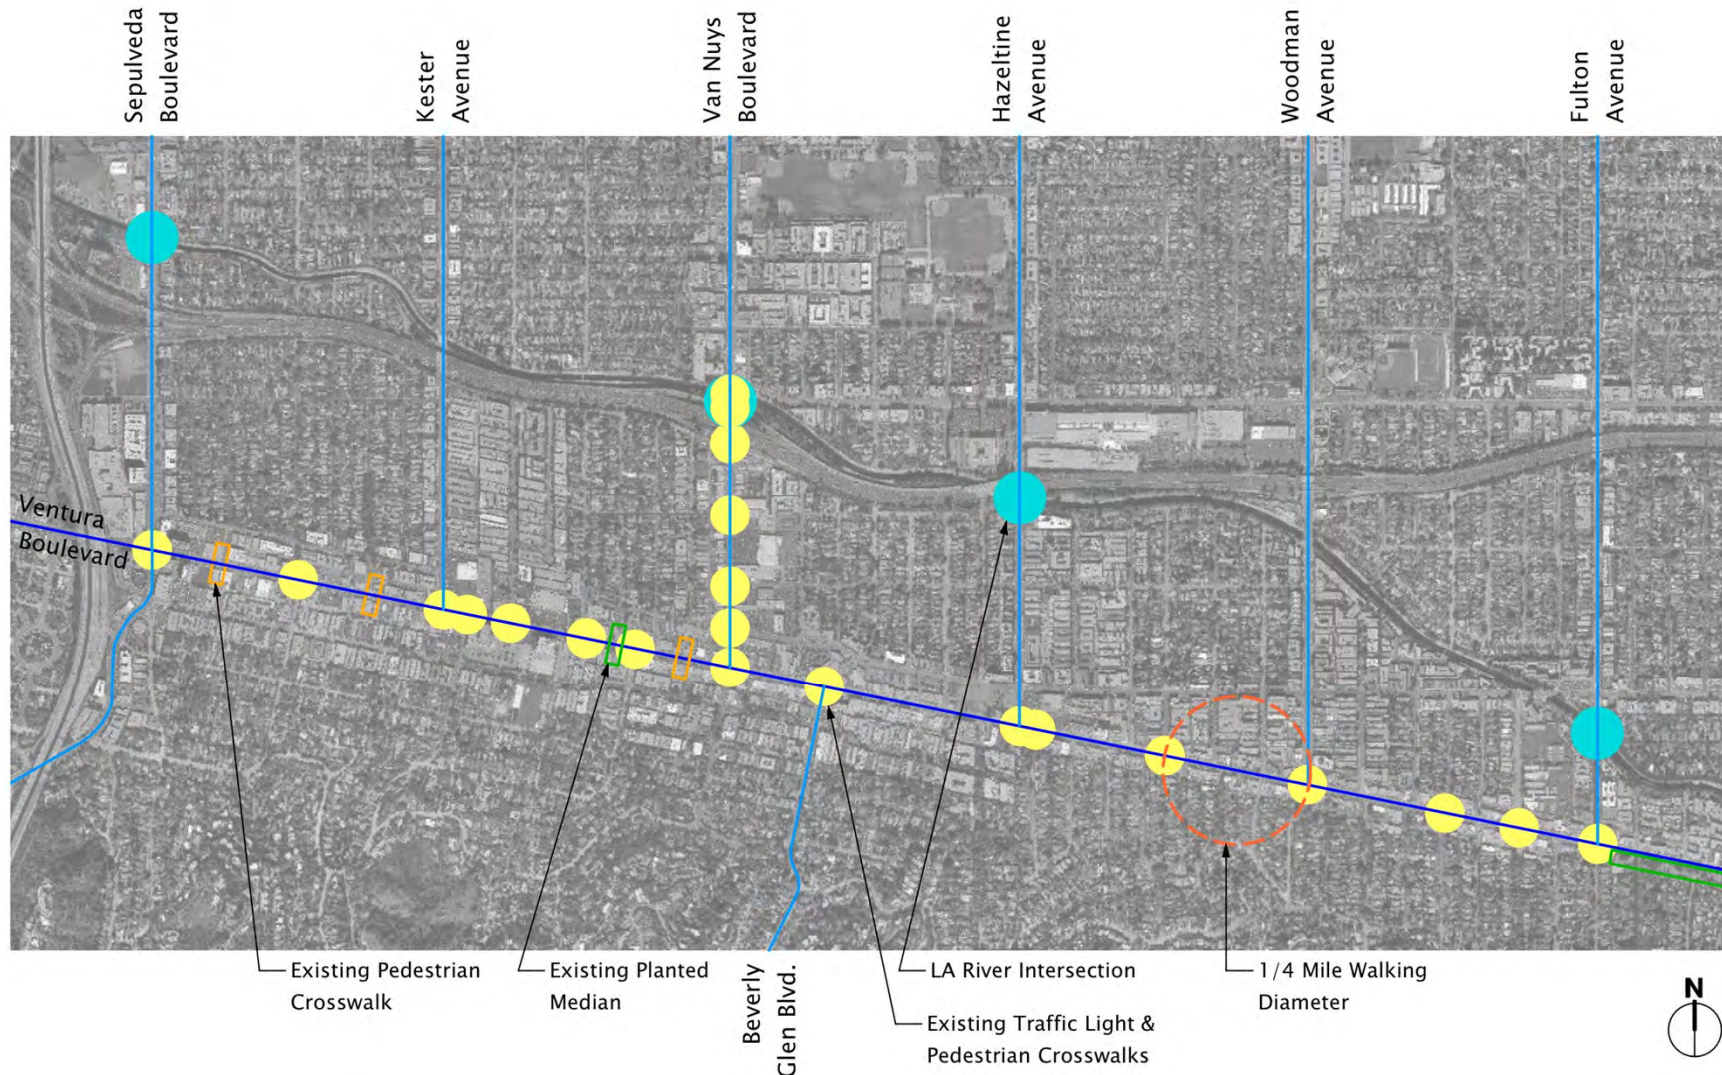 Sepulveda
Boulevard
Kester
Avenue
Van Nuys
Boulevard
Hazeltine
Avenue
Woodman
Avenue
Fulton
Avenue
Ventura
Boulevard
Existing Pedestrian
Crosswalk
Existing Planted
Median
Beverly
Glen Blvd.
LA River Intersection
Existing Traffic Light &
Pedestrian Crosswalks
1/4 Mile Walking
Diameter
N